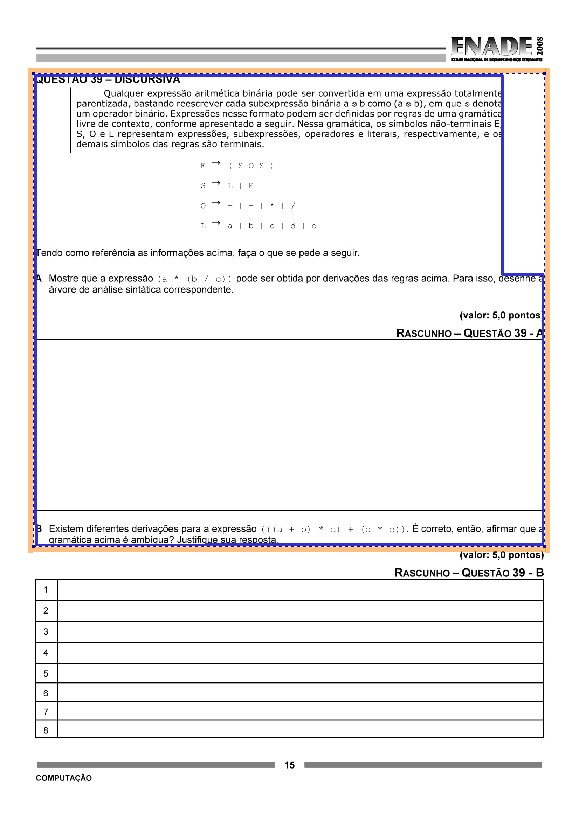 ENADE 2008
EXAME NACIONAL DE DESEMPENHO DOS ESTUDANTES
QUESTÃO 39 – DISCURSIVA
Qualquer expressão aritmética binária pode ser convertida em uma expressão totalmente
parentizada, bastando reescrever cada subexpressão binária a ⊗ b como (a ⊗ b), em que ⊗ denota
um operador binário. Expressões nesse formato podem ser definidas por regras de uma gramática
livre de contexto, conforme apresentado a seguir. Nessa gramática, os símbolos não-terminais E,
S, O e L representam expressões, subexpressões, operadores e literais, respectivamente, e os
demais símbolos das regras são terminais.
E → ( S O S )
S → L | E
O → + | - | * | /
L → a | b | c | d | e
Tendo como referência as informações acima, faça o que se pede a seguir.
A Mostre que a expressão (a * (b / c)) pode ser obtida por derivações das regras acima. Para isso, desenhe a
árvore de análise sintática correspondente.
(valor: 5,0 pontos)
RASCUNHO – QUESTÃO 39 - A
B Existem diferentes derivações para a expressão (((a + b) * c) + (d * e)). É correto, então, afirmar que a
gramática acima é ambígua? Justifique sua resposta.
(valor: 5,0 pontos)
RASCUNHO – QUESTÃO 39 - B
1
2
3
4
5
6
7
8
15
COMPUTAÇÃO